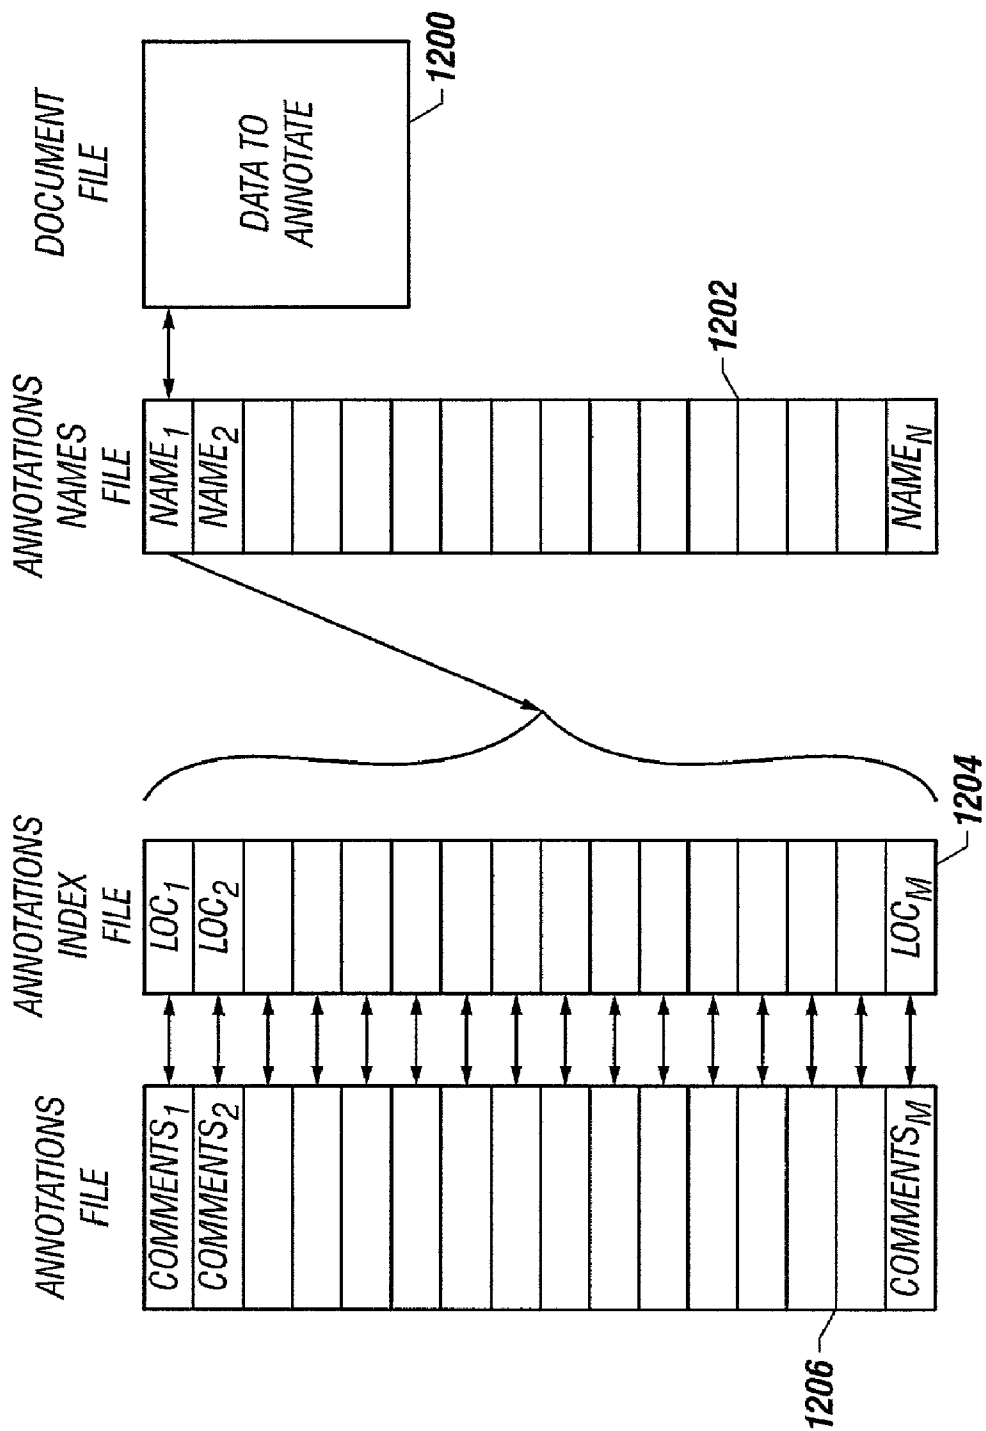 ANNOTATIONS
FILE
COMMENTS1
COMMENTS2
COMMENTSM
1206
ANNOTATIONS
INDEX
FILE
LOC1
LOC2
LOCM
1204
ANNOTATIONS
NAMES
FILE
NAME1
NAME2
NAMEN
1202
DOCUMENT
FILE
DATA TO
ANNOTATE
1200